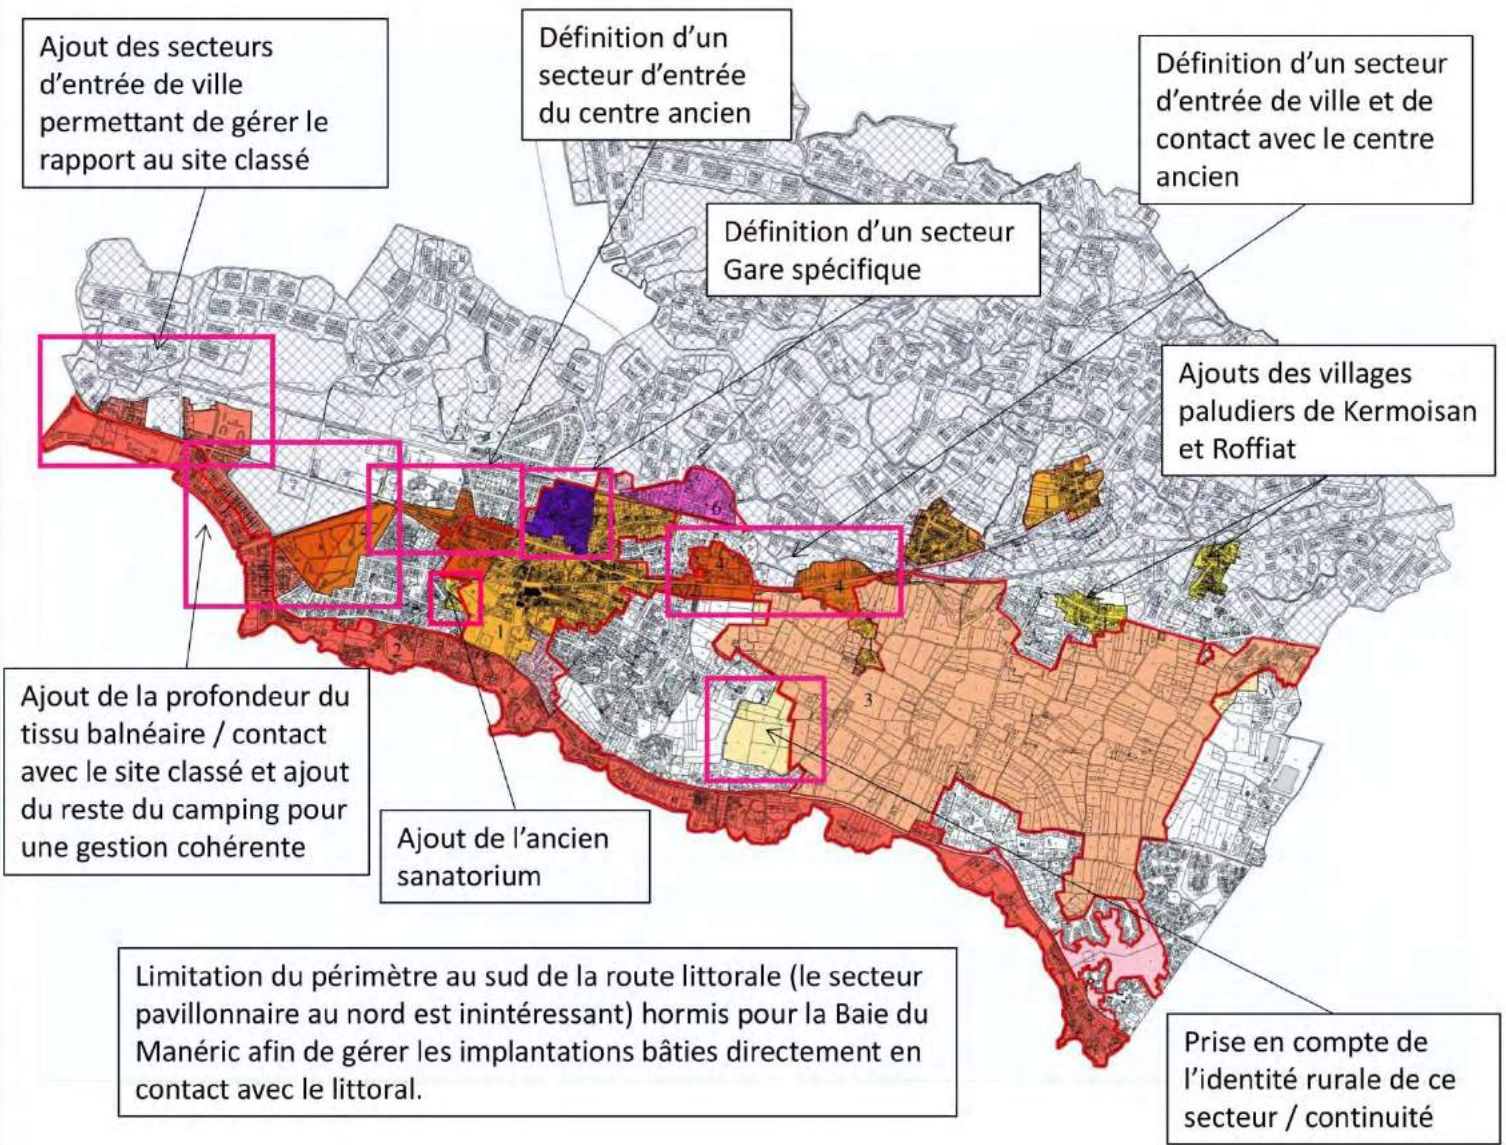 Ajout des secteurs
d'entrée de ville
permettant de gérer le
rapport au site classé
Définition d'un
secteur d'entrée
du centre ancien
Définition d'un secteur
d'entrée de ville et de
contact avec le centre
ancien
Définition d'un secteur
Gare spécifique
Ajouts des villages
paludiers de Kermoisan
et Roffiat
6
4
4
1
2
3
Ajout de la profondeur du
tissu balnéaire / contact
avec le site classé et ajout
du reste du camping pour
une gestion cohérente
Ajout de l'ancien
sanatorium
Limitation du périmètre au sud de la route littorale (le secteur
pavillonnaire au nord est inintéressant) hormis pour la Baie du
Manéric afin de gérer les implantations bâties directement en
contact avec le littoral.
Prise en compte de
l'identité rurale de ce
secteur / continuité